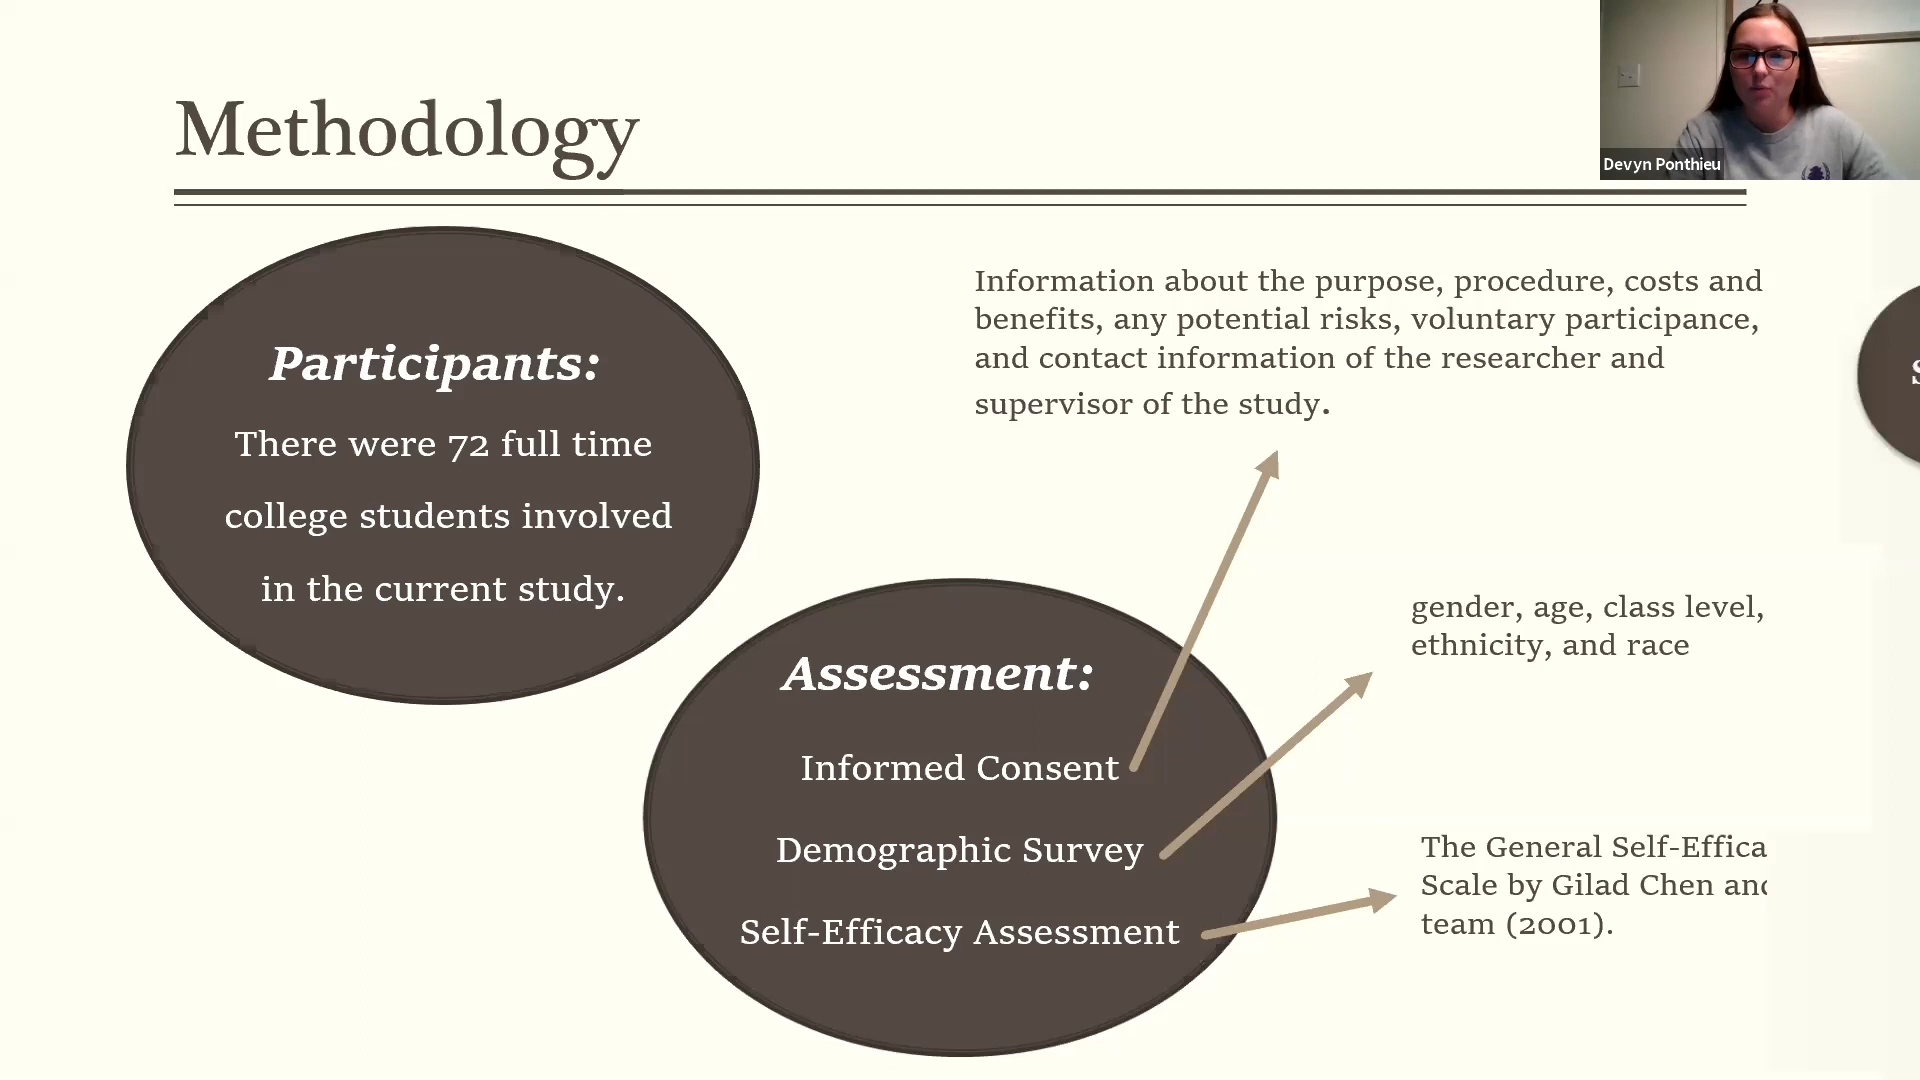 Methodology
Devyn Ponthieu
Participants:
There were 72 full time
college students involved
in the current study.
Information about the purpose, procedure, costs and
benefits, any potential risks, voluntary participance,
and contact information of the researcher and
supervisor of the study.
Assessment:
Informed Consent
Demographic Survey
Self-Efficacy Assessment
gender, age, class level,
ethnicity, and race
The General Self-Effica
Scale by Gilad Chen and
team (2001).